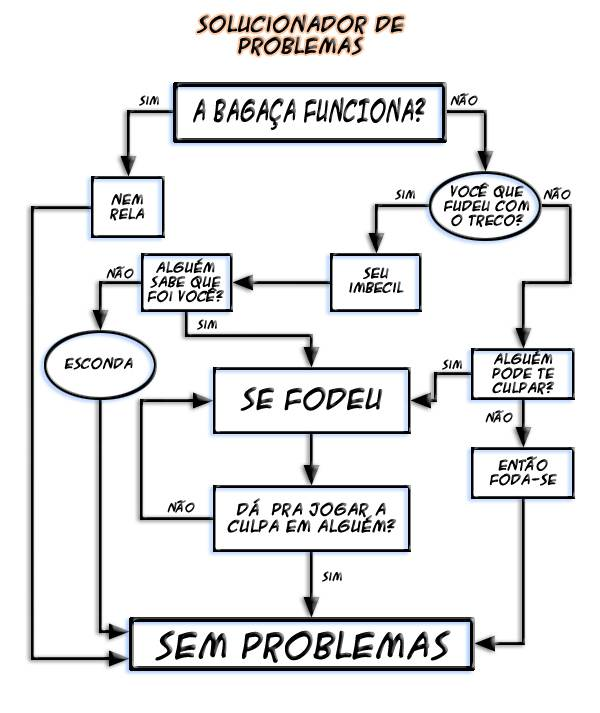 SOLUCIONADOR DE
PROBLEMAS
SIM
A BAGAÇA FUNCIONA?
NÃO
NEM
RELA
SIM
VOCÊ QUE
FUDEU COM
O TRECO?
NÃO
NÃO
ALGUÉM
SABE QUE
FOI VOCÊ?
SEU
IMBECIL
SIM
ESCONDA
SE FODEU
SIM
ALGUÉM
PODE TE
CULPAR?
NÃO
ENTÃO
FODA-SE
NÃO
DÁ PRA JOGAR A
CULPA EM ALGUÉM?
SIM
SEM PROBLEMAS